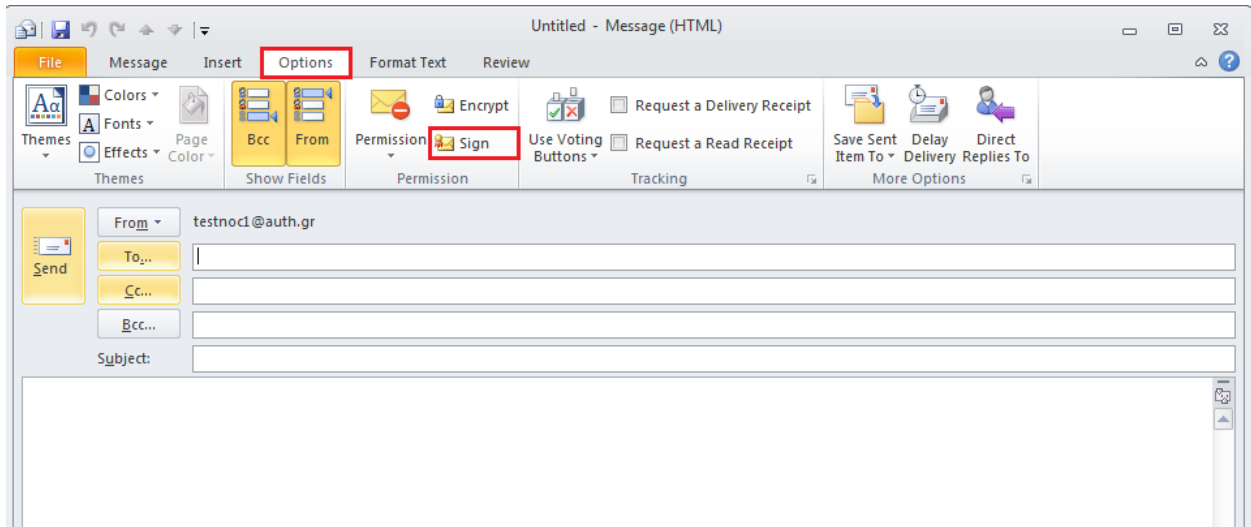 Untitled - Message (HTML)
File Message Insert Options Format Text Review
Themes
Colors
Fonts
Effects
Page Color
Themes
Bcc
From
Show Fields
Permission
Encrypt
Sign
Permission
Use Voting
Buttons
Request a Delivery Receipt
Request a Read Receipt
Tracking
Save Sent
Item To
Delay
Delivery
Direct
Replies To
More Options
Send
From testnoc1@auth.gr
To...
Cc...
Bcc...
Subject: